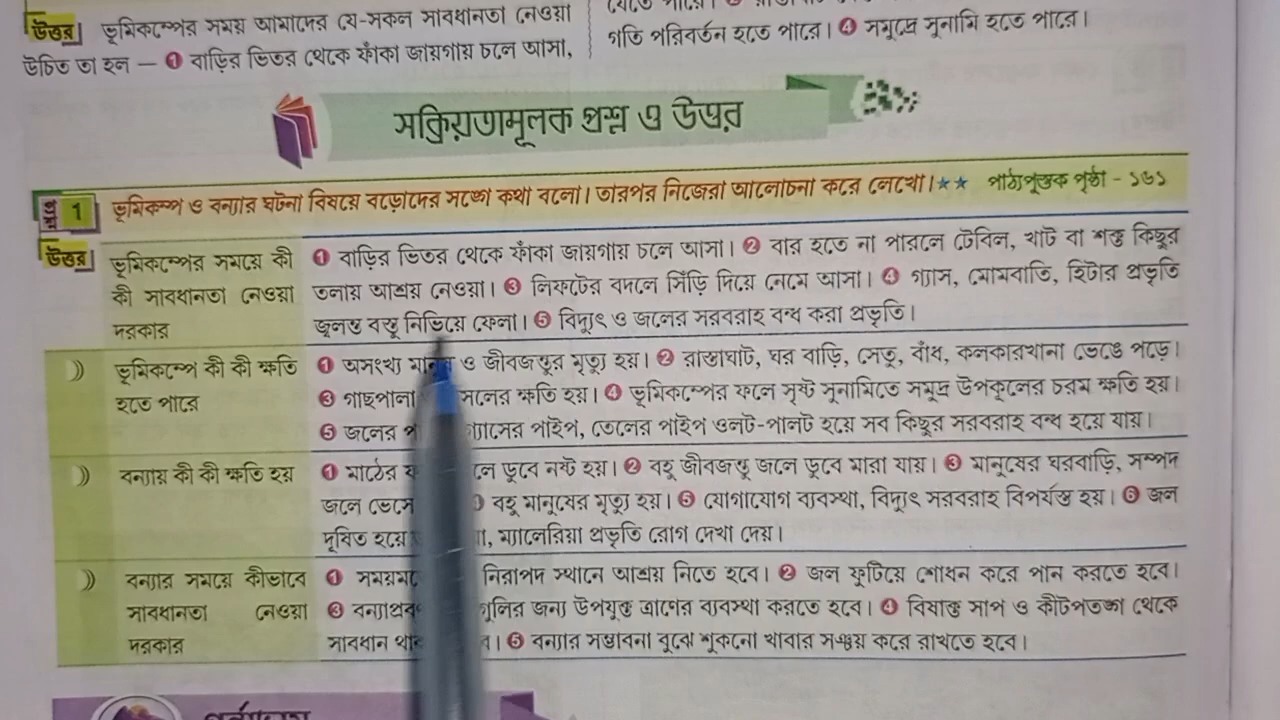 উত্তর ভূমিকম্পের সময় আমাদের যে-সকল সাবধানতা নেওয়া
উচিত তা হল — ❶ বাড়ির ভিতর থেকে ফাঁকা জায়গায় চলে আসা,
গতি পরিবর্তন হতে পারে। ❹ সমুদ্রে সুনামি হতে পারে।
সক্রিয়তামূলক প্রশ্ন ও উত্তর
প্রশ্ন 1 ভূমিকম্প ও বন্যার ঘটনা বিষয়ে বড়োদের সঙ্গে কথা বলো। তারপর নিজেরা আলোচনা করে লেখো।★★ পাঠ্যপুস্তক পৃষ্ঠা - ১৬১
উত্তর
ভূমিকম্পের সময়ে কী
কী সাবধানতা নেওয়া
দরকার
❶ বাড়ির ভিতর থেকে ফাঁকা জায়গায় চলে আসা। ❷ বার হতে না পারলে টেবিল, খাট বা শক্ত কিছুর
তলায় আশ্রয় নেওয়া। ❸ লিফটের বদলে সিঁড়ি দিয়ে নেমে আসা। ❹ গ্যাস, মোমবাতি, হিটার প্রভৃতি
জ্বলন্ত বস্তু নিভিয়ে ফেলা। ❺ বিদ্যুৎ ও জলের সরবরাহ বন্ধ করা প্রভৃতি।
ভূমিকম্পে কী কী ক্ষতি
হতে পারে
❶ অসংখ্য মানুষ ও জীবজন্তুর মৃত্যু হয়। ❷ রাস্তাঘাট, ঘর বাড়ি, সেতু, বাঁধ, কলকারখানা ভেঙে পড়ে।
❸ গাছপালা সলের ক্ষতি হয়। ❹ ভূমিকম্পের ফলে সৃষ্ট সুনামিতে সমুদ্র উপকূলের চরম ক্ষতি হয়।
❺ জলের গ্যাসের পাইপ, তেলের পাইপ ওলট-পালট হয়ে সব কিছুর সরবরাহ বন্ধ হয়ে যায়।
বন্যায় কী কী ক্ষতি হয়
❶ মাঠের লে ডুবে নষ্ট হয়। ❷ বহু জীবজন্তু জলে ডুবে মারা যায়। ❸ মানুষের ঘরবাড়ি, সম্পদ
জলে ভেসে বহু মানুষের মৃত্যু হয়। ❺ যোগাযোগ ব্যবস্থা, বিদ্যুৎ সরবরাহ বিপর্যস্ত হয়। ❻ জল
দূষিত হয়ে ম্যালেরিয়া প্রভৃতি রোগ দেখা দেয়।
বন্যার সময়ে কীভাবে
সাবধানতা নেওয়া
দরকার
❶ নিরাপদ স্থানে আশ্রয় নিতে হবে। ❷ জল ফুটিয়ে শোধন করে পান করতে হবে।
❸ গুলির জন্য উপযুক্ত ত্রাণের ব্যবস্থা করতে হবে। ❹ বিষাক্ত সাপ ও কীটপতঙ্গ থেকে
সাবধান ❺ বন্যার সম্ভাবনা বুঝে শুকনো খাবার সঞ্চয় করে রাখতে হবে।